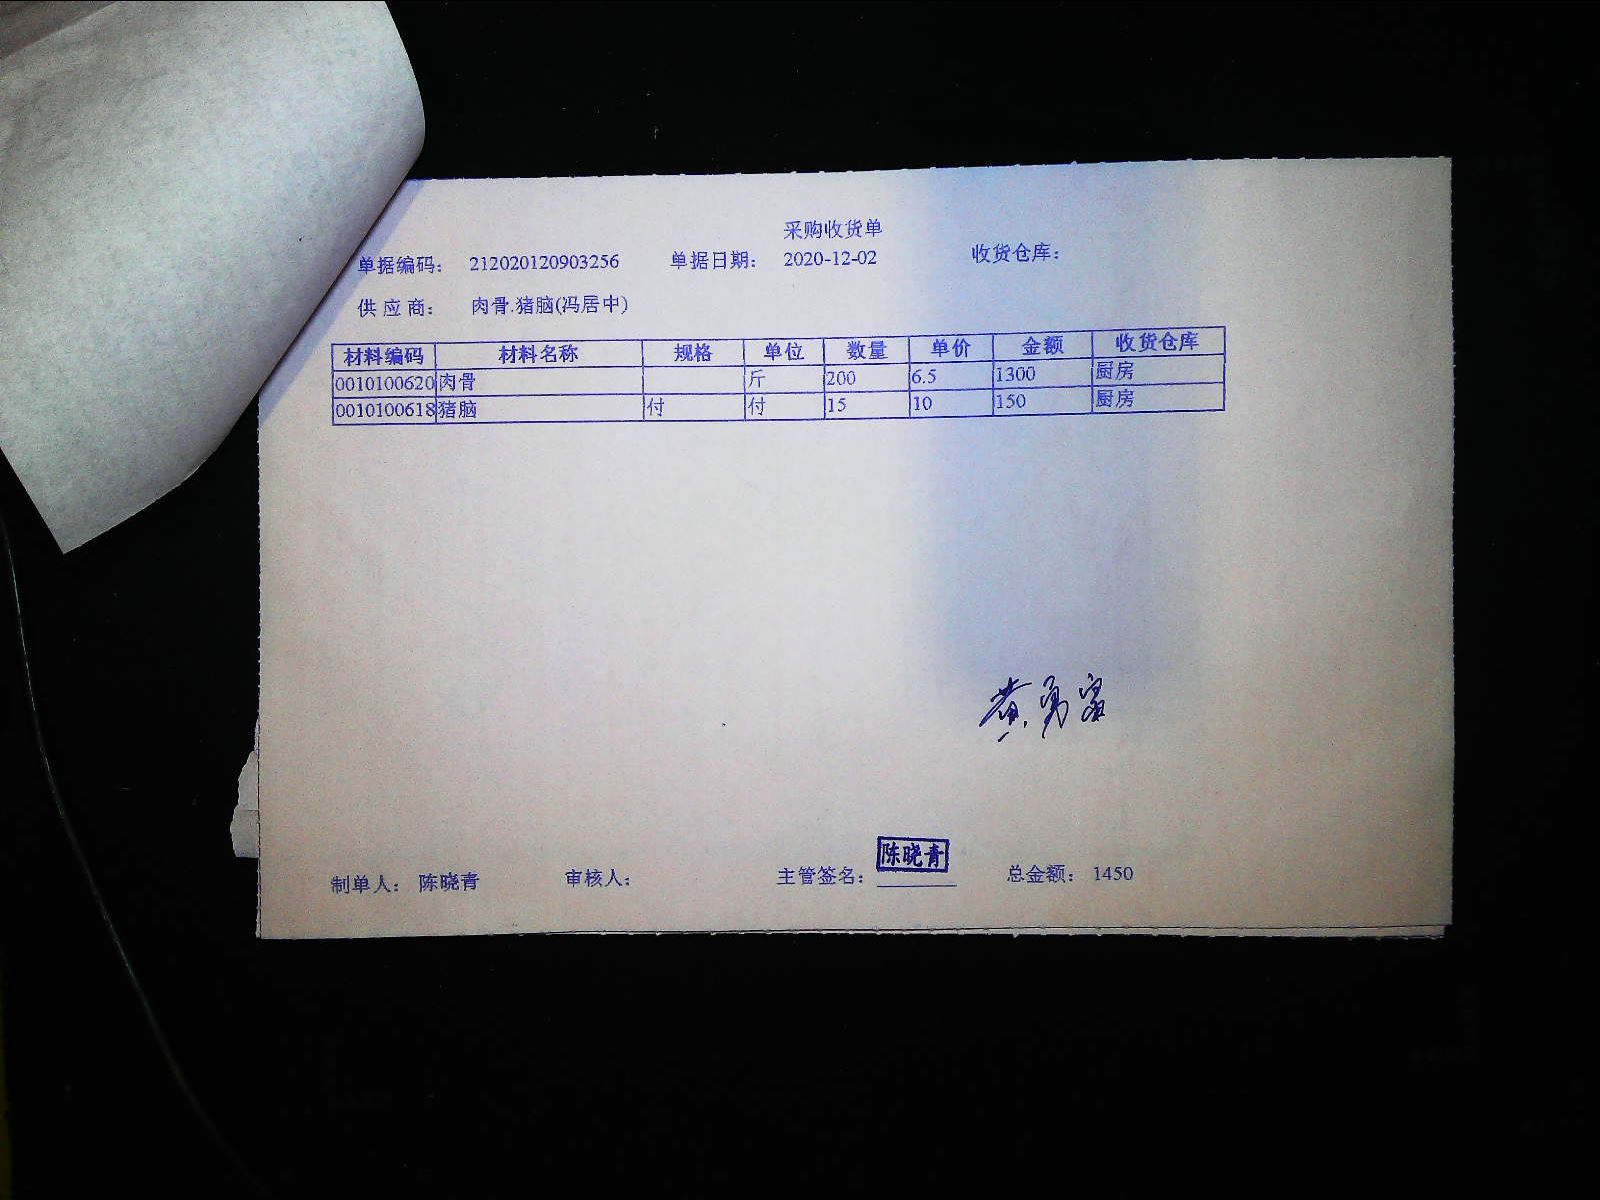 采购收货单
单据编码： 212020120903256 单据日期： 2020-12-02 收货仓库：
供 应 商： 肉骨.猪脑(冯居中)
材料编码 材料名称 规格 单位 数量 单价 金额 收货仓库
0010100620 肉骨 斤 200 6.5 1300 厨房
0010100618 猪脑 付 付 15 10 150 厨房
黄勇富
陈晓青
制单人： 陈晓青 审核人： 主管签名： 总金额： 1450